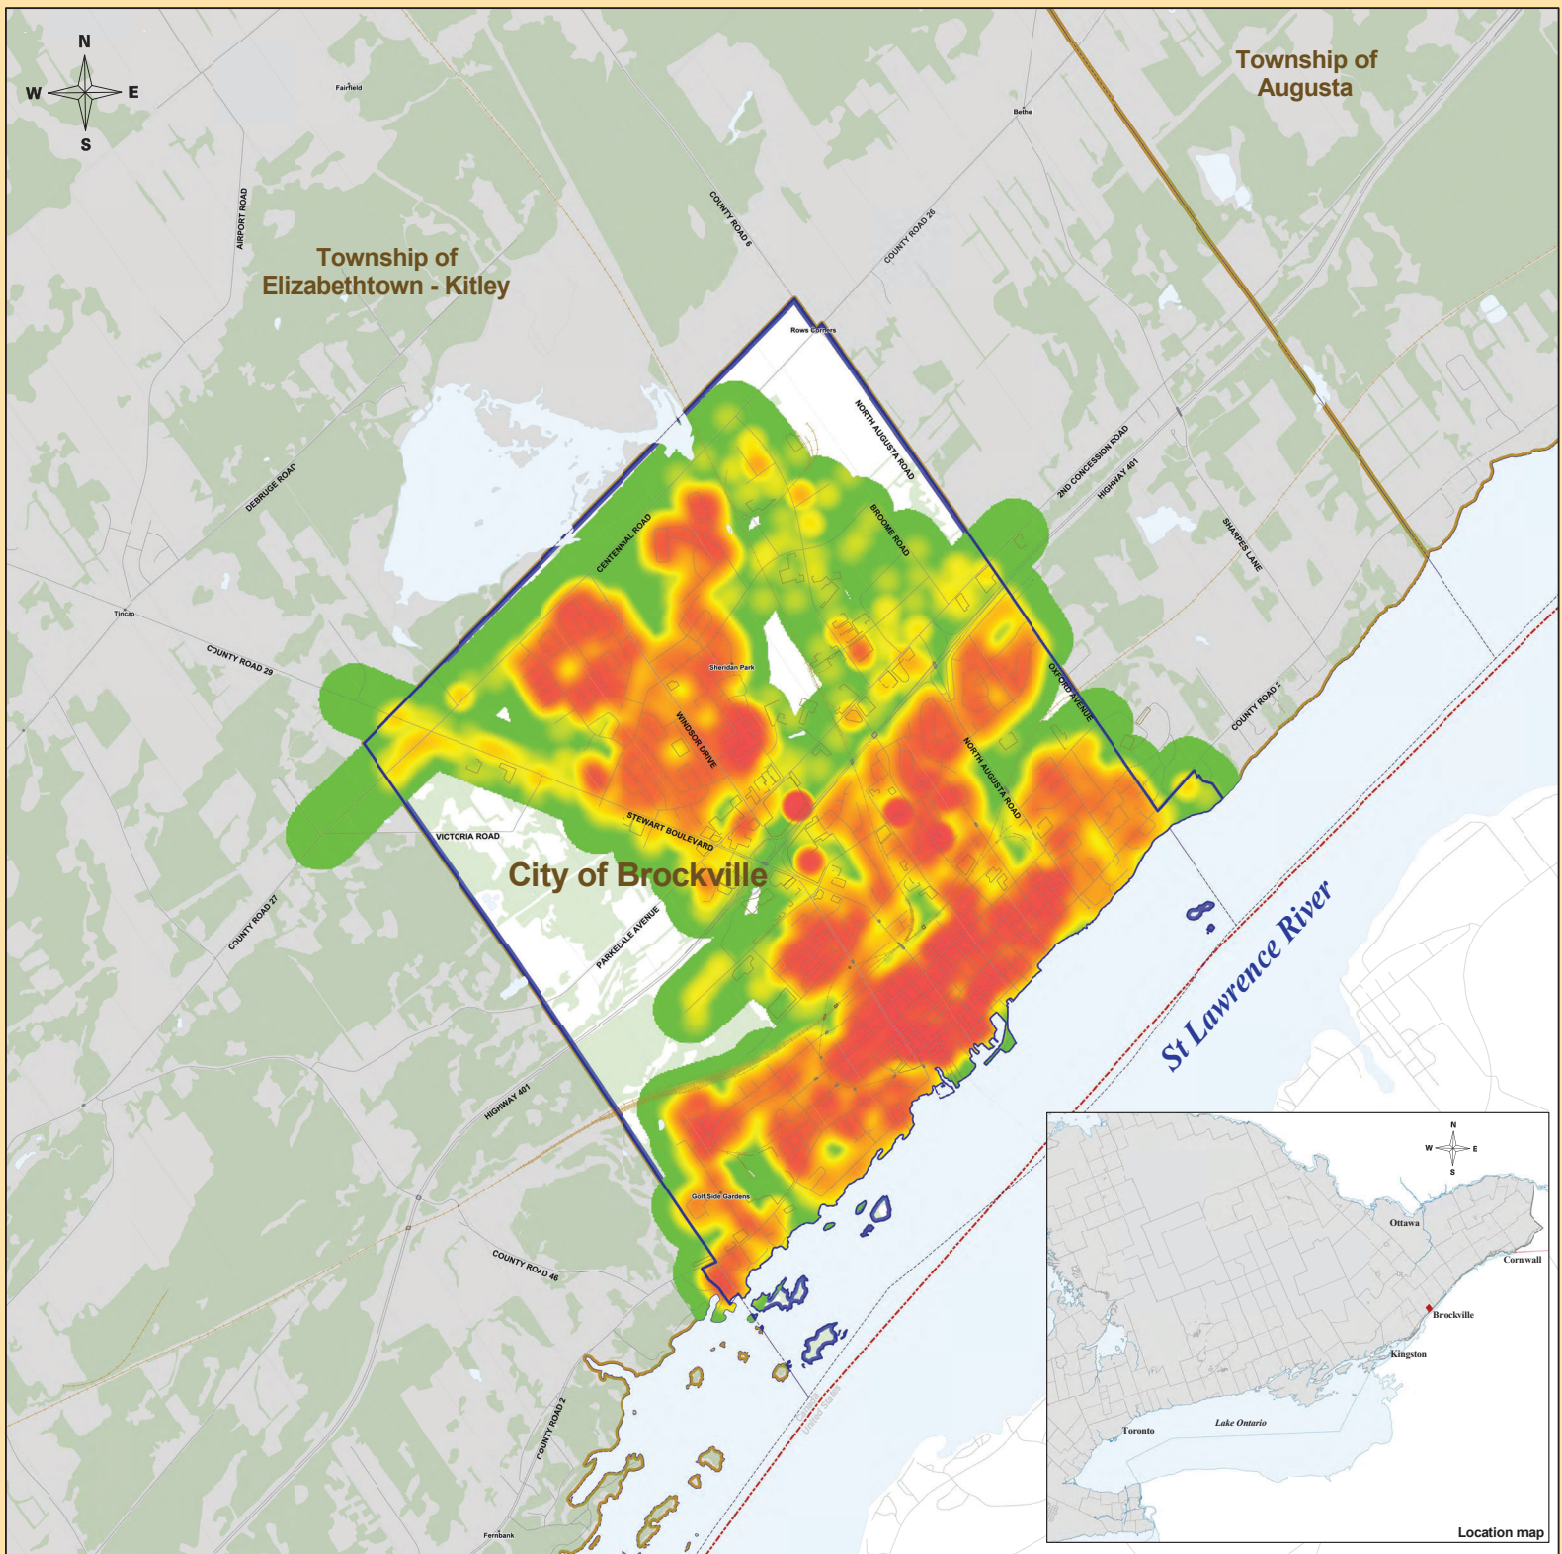 N
W E
S
Fairfield
Township of
Augusta
Bethe
AIRPORT ROAD
COUNTY ROAD 6
COUNTY ROAD 26
Township of
Elizabethtown - Kitley
Rows Corners
NORTH AUGUSTA ROAD
2ND CONCESSION ROAD
HIGHWAY 401
DEBRUGE ROAD
CENTENNIAL ROAD
BROOME ROAD
SHARPES LANE
Tincap
COUNTY ROAD 29
Sheridan Park
OXFORD AVENUE
COUNTY ROAD 2
WINDSOR DRIVE
NORTH AUGUSTA ROAD
VICTORIA ROAD
STEWART BOULEVARD
City of Brockville
COUNTY ROAD 27
PARKEDALE AVENUE
St Lawrence River
HIGHWAY 401
Golf Side Gardens
COUNTY ROAD 46
COUNTY ROAD 2
United States
Fernbank
N
W E
S
Ottawa
Cornwall
Brockville
Kingston
Lake Ontario
Toronto
Location map